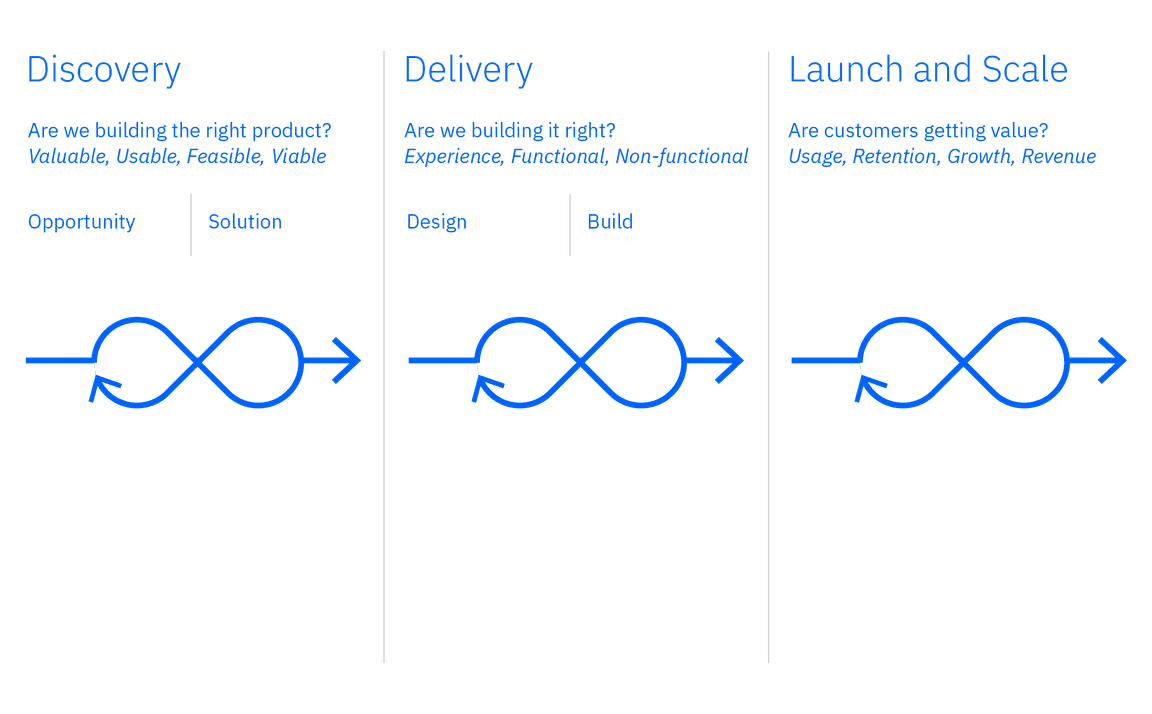 Discovery
Are we building the right product?
Valuable, Usable, Feasible, Viable
Opportunity
Solution
Delivery
Are we building it right?
Experience, Functional, Non-functional
Design
Build
Launch and Scale
Are customers getting value?
Usage, Retention, Growth, Revenue